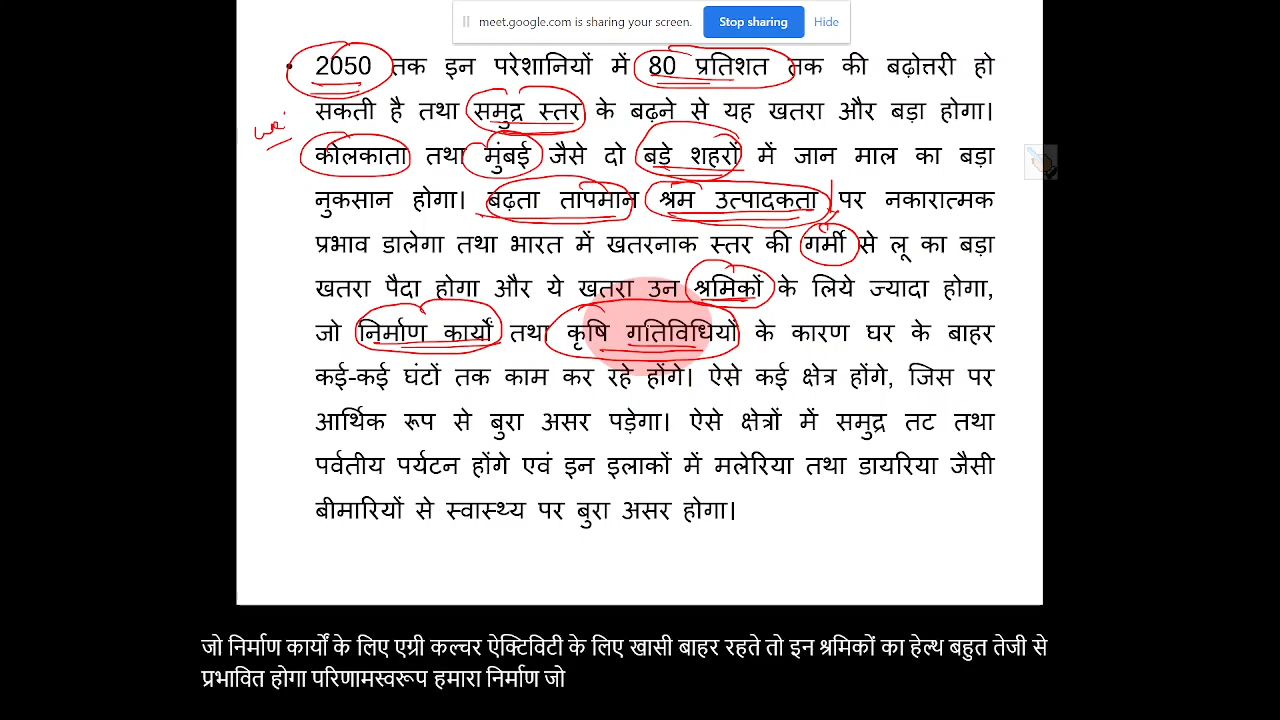 meet.google.com is sharing your screen. Stop sharing Hide
• 2050 तक इन परेशानियों में 80 प्रतिशत तक की बढ़ोत्तरी हो
सकती है तथा समुद्र स्तर के बढ़ने से यह खतरा और बड़ा होगा।
कोलकाता तथा मुंबई जैसे दो बड़े शहरों में जान माल का बड़ा
नुकसान होगा। बढ़ता तापमान श्रम उत्पादकता पर नकारात्मक
प्रभाव डालेगा तथा भारत में खतरनाक स्तर की गर्मी से लू का बड़ा
खतरा पैदा होगा और ये खतरा उन श्रमिकों के लिये ज्यादा होगा,
जो निर्माण कार्यों तथा कृषि गतिविधियों के कारण घर के बाहर
कई-कई घंटों तक काम कर रहे होंगे। ऐसे कई क्षेत्र होंगे, जिस पर
आर्थिक रूप से बुरा असर पड़ेगा। ऐसे क्षेत्रों में समुद्र तट तथा
पर्वतीय पर्यटन होंगे एवं इन इलाकों में मलेरिया तथा डायरिया जैसी
बीमारियों से स्वास्थ्य पर बुरा असर होगा।
जो निर्माण कार्यों के लिए एग्री कल्चर ऐक्टिविटी के लिए खासी बाहर रहते तो इन श्रमिकों का हेल्थ बहुत तेजी से
प्रभावित होगा परिणामस्वरूप हमारा निर्माण जो